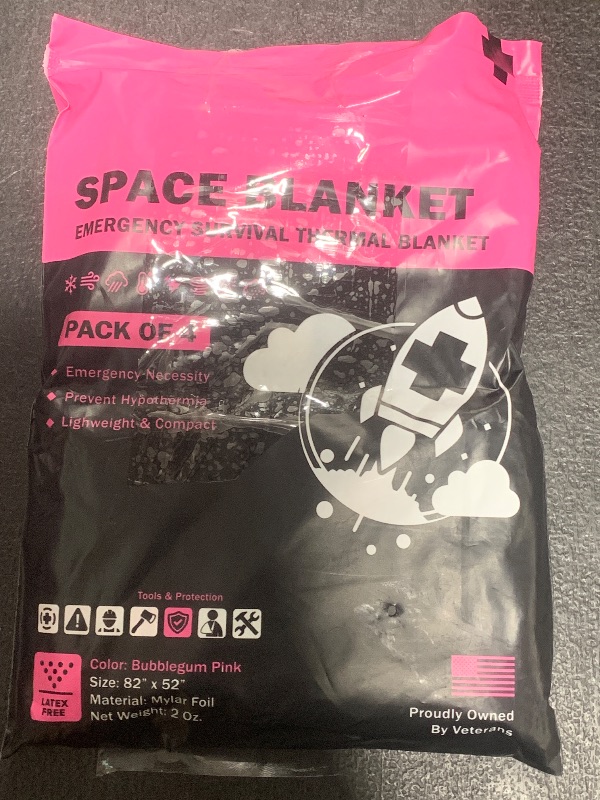 SPACE BLANKET
EMERGENCY SURVIVAL THERMAL BLANKET
PACK OF 4
Emergency Necessity
Prevent Hypothermia
Lighweight & Compact
Tools & Protection
LATEX
FREE
Color: Bubblegum Pink
Size: 82" x 52"
Material: Mylar Foil
Net Weight: 2 Oz.
Proudly Owned
By Veterans